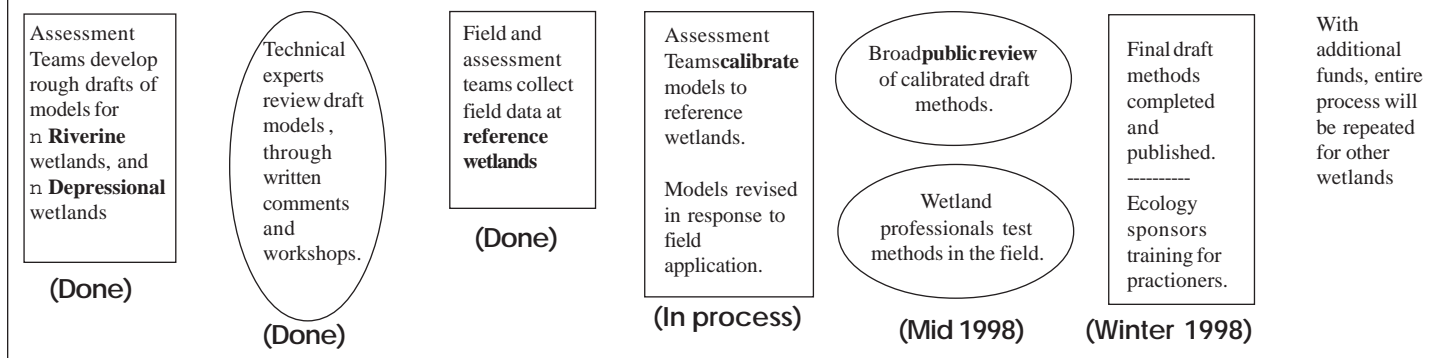 Assessment
Teams develop
rough drafts of
models for
n Riverine
wetlands, and
n Depressional
wetlands
(Done)
Technical
experts
review draft
models ,
through
written
comments
and
workshops.
(Done)
Field and
assessment
teams collect
field data at
reference
wetlands
(Done)
Assessment
Teams calibrate
models to
reference
wetlands.
Models revised
in response to
field
application.
(In process)
Broad public review
of calibrated draft
methods.
Wetland
professionals test
methods in the field.
(Mid 1998)
Final draft
methods
completed
and
published.
----------
Ecology
sponsors
training for
practioners.
(Winter 1998)
With
additional
funds, entire
process will
be repeated
for other
wetlands